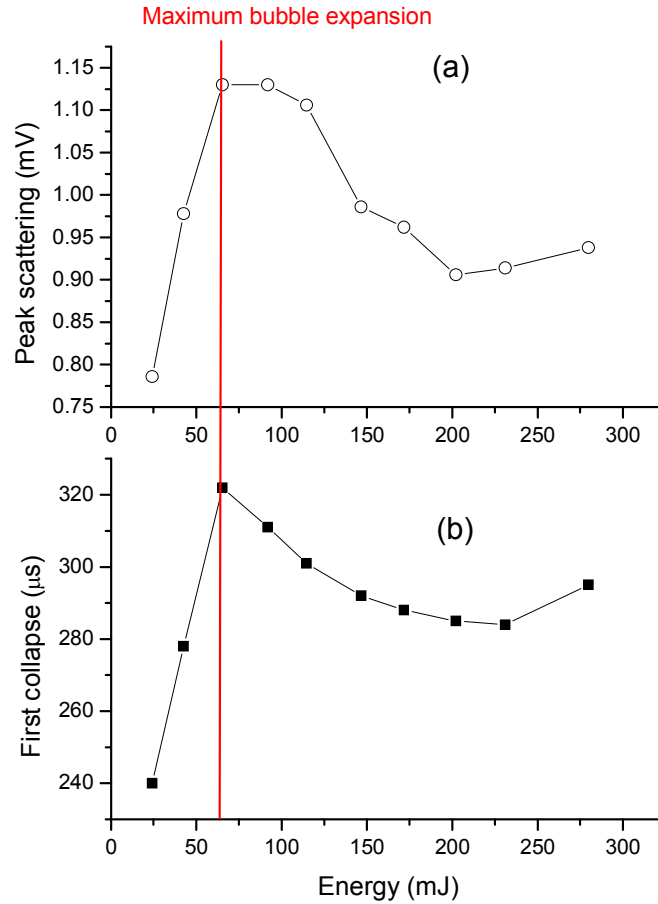 Maximum bubble expansion
(a)
Peak scattering (mV)
1.15
1.10
1.05
1.00
0.95
0.90
0.85
0.80
0.75
0 50 100 150 200 250 300
(b)
First collapse (μs)
320
300
280
260
240
0 50 100 150 200 250 300
Energy (mJ)